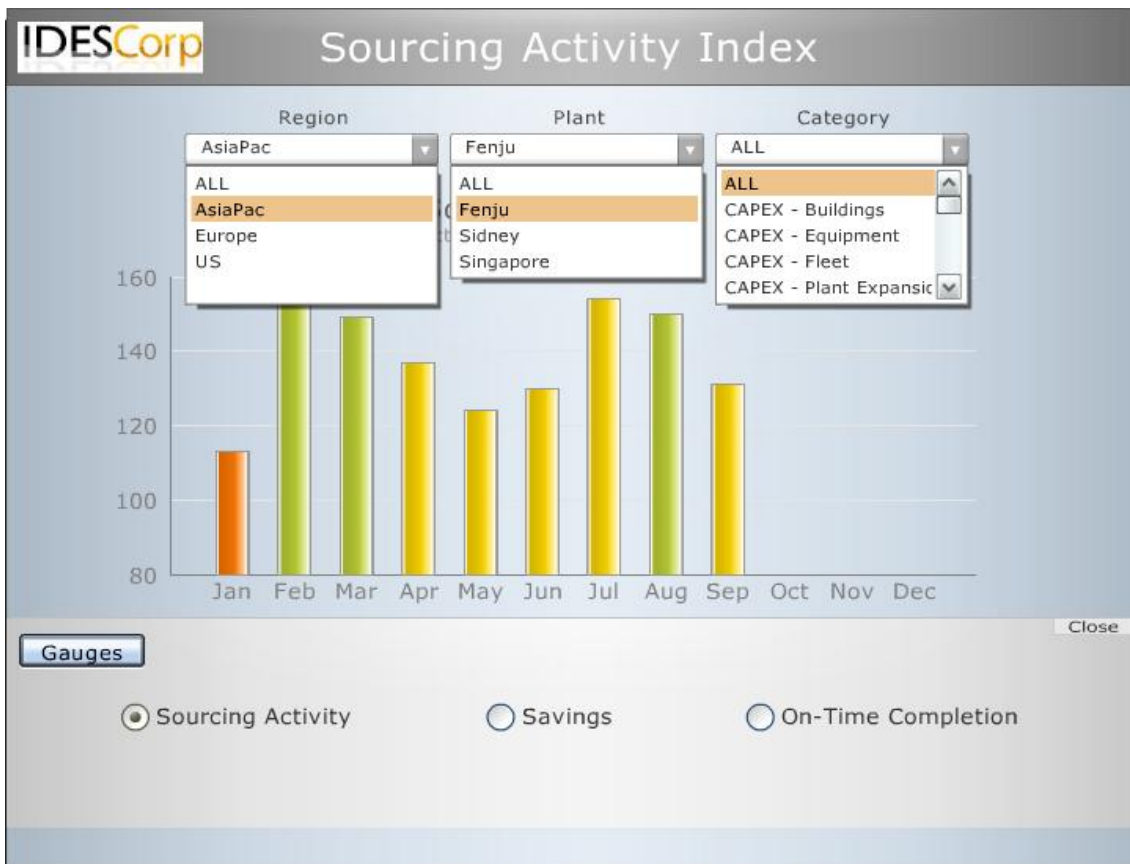 IDESCorp
Sourcing Activity Index
Region Plant Category
AsiaPac Fenju ALL
ALL ALL ALL
AsiaPac Fenju CAPEX - Buildings
Europe Sidney CAPEX - Equipment
US Singapore CAPEX - Fleet
CAPEX - Plant Expansic
160
140
120
100
80
Jan Feb Mar Apr May Jun Jul Aug Sep Oct Nov Dec
Close
Gauges
Sourcing Activity Savings On-Time Completion